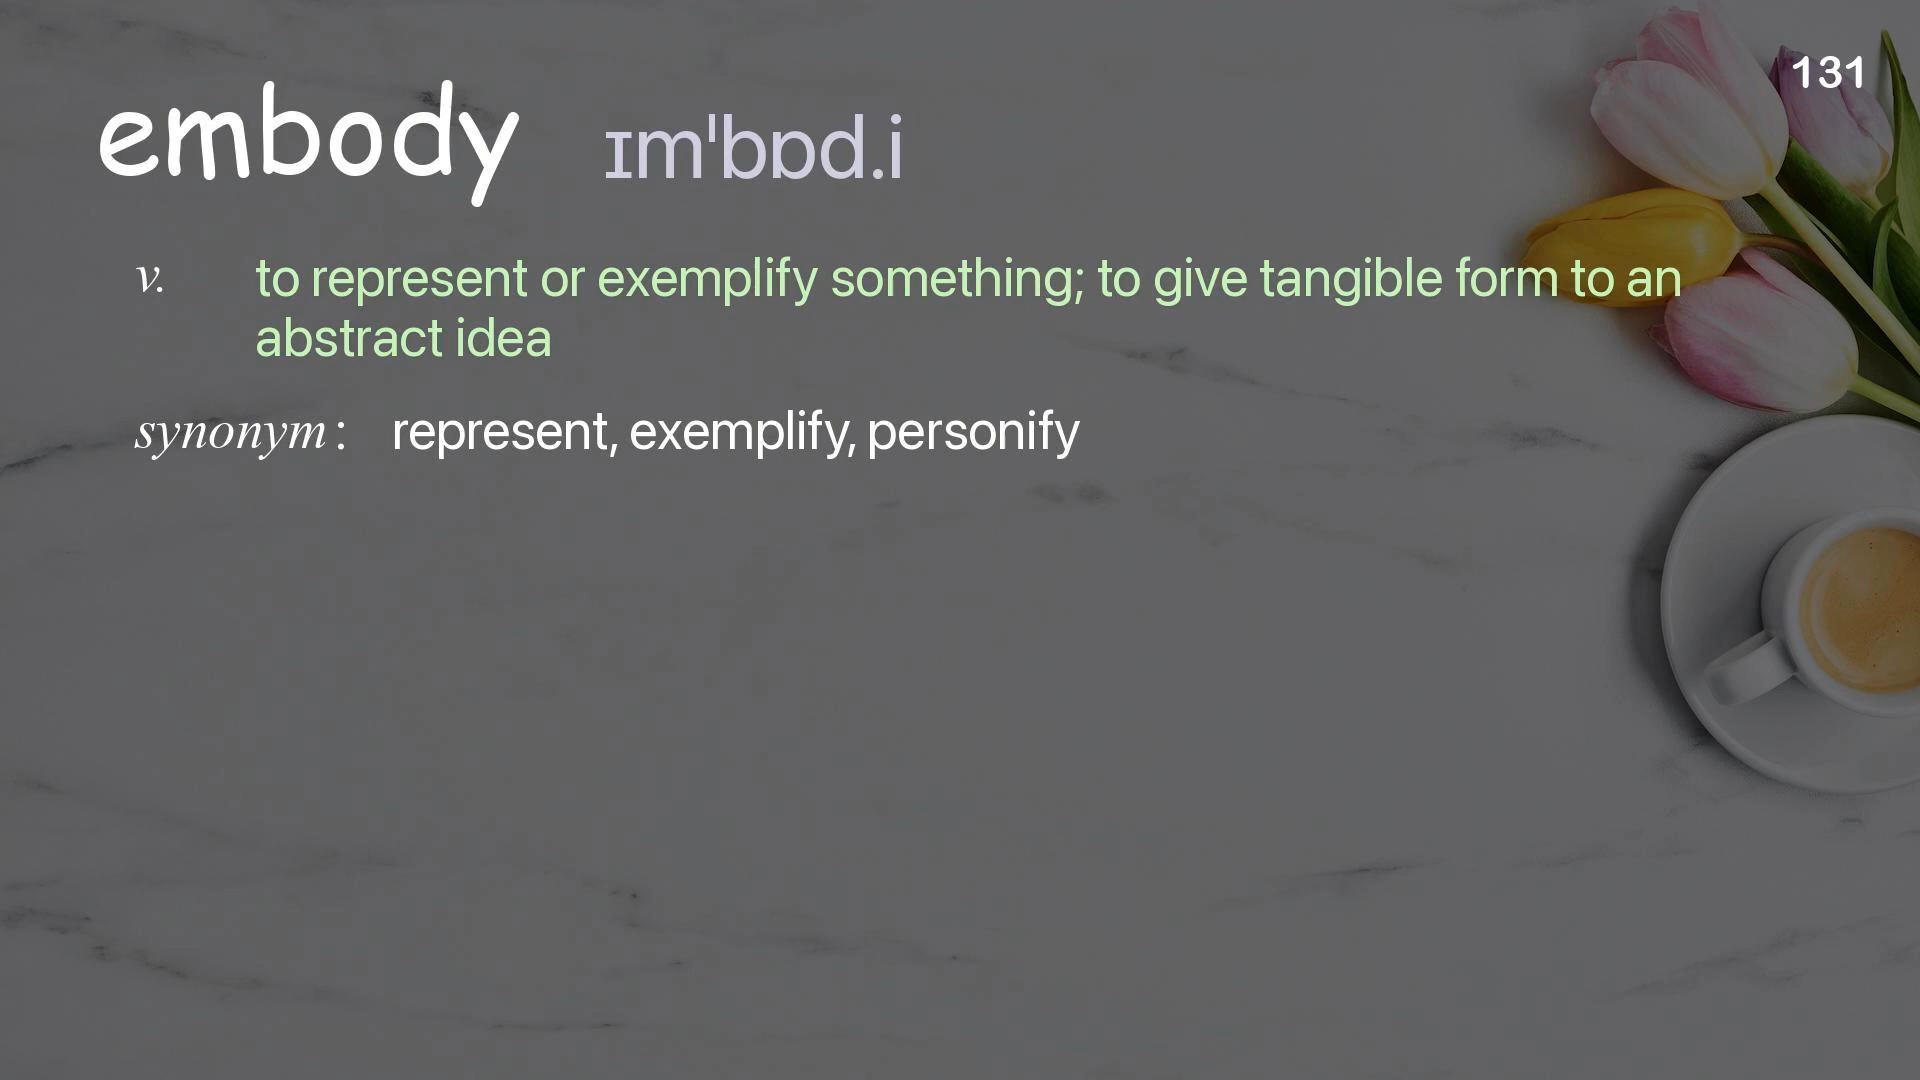 131
embody ɪmˈbɒd.i
v. to represent or exemplify something; to give tangible form to an
abstract idea
synonym: represent, exemplify, personify